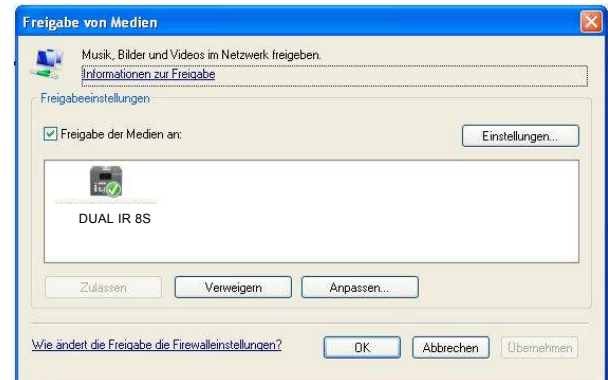 Freigabe von Medien
Musik, Bilder und Videos im Netzwerk freigeben.
Informationen zur Freigabe
Freigabeeinstellungen
Freigabe der Medien an:
Einstellungen...
DUAL IR 8S
Zulassen
Verweigern
Anpassen...
Wie ändert die Freigabe die Firewalleinstellungen?
OK
Abbrechen
Übernehmen